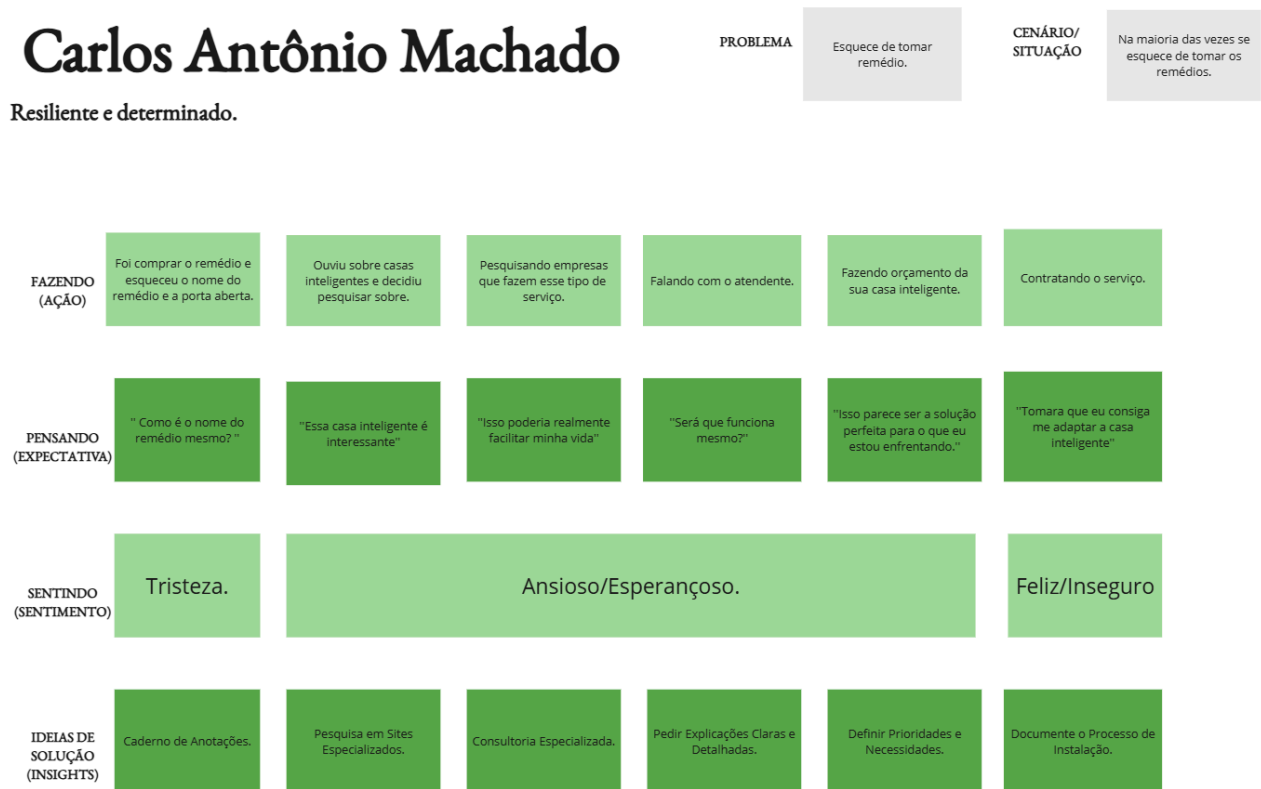 Carlos Antônio Machado
Resiliente e determinado.
PROBLEMA
Esquece de tomar
remédio.
CENÁRIO/
SITUAÇÃO
Na maioria das vezes se
esquece de tomar os
remédios.
FAZENDO
(AÇÃO)
Foi comprar o remédio e
esqueceu o nome do
remédio e a porta aberta.
Ouviu sobre casas
inteligentes e decidiu
pesquisar sobre.
Pesquisando empresas
que fazem esse tipo de
serviço.
Falando com o atendente.
Fazendo orçamento da
sua casa inteligente.
Contratando o serviço.
PENSANDO
(EXPECTATIVA)
" Como é o nome do
remédio mesmo? "
"Essa casa inteligente é
interessante"
"Isso poderia realmente
facilitar minha vida"
"Será que funciona
mesmo?"
"Isso parece ser a solução
perfeita para o que eu
estou enfrentando."
"Tomara que eu consiga
me adaptar a casa
inteligente"
SENTINDO
(SENTIMENTO)
Tristeza.
Ansioso/Esperançoso.
Feliz/Inseguro
IDEIAS DE
SOLUÇÃO
(INSIGHTS)
Caderno de Anotações.
Pesquisa em Sites
Especializados.
Consultoria Especializada.
Pedir Explicações Claras e
Detalhadas.
Definir Prioridades e
Necessidades.
Documente o Processo de
Instalação.